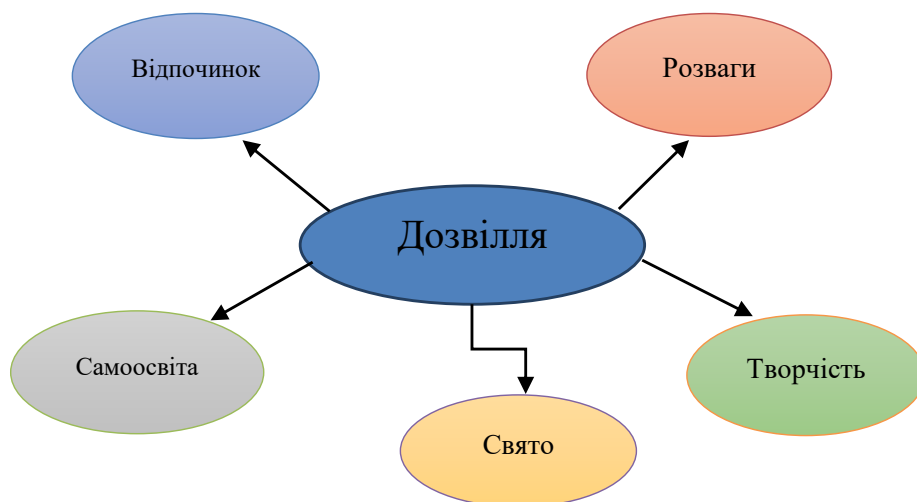 Відпочинок
Розваги
Дозвілля
Самоосвіта
Творчість
Свято